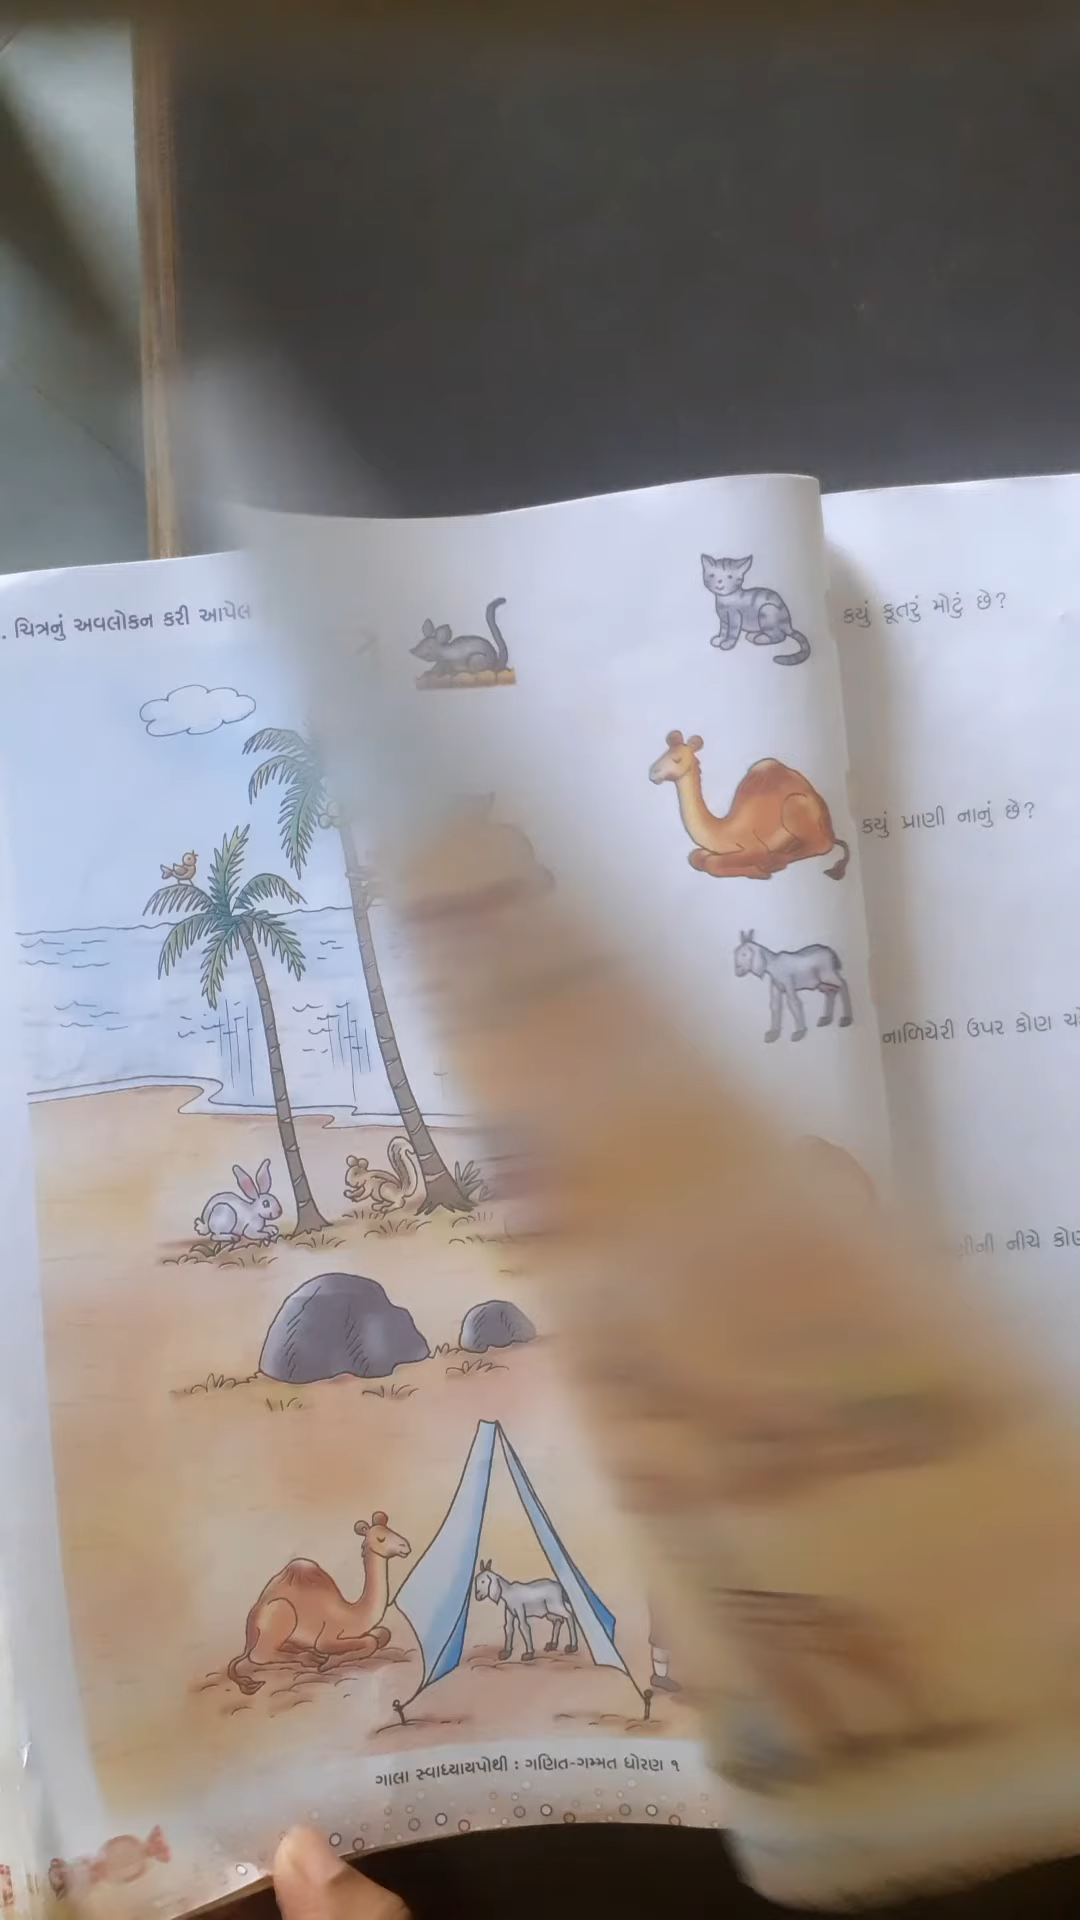 . ચિત્રનું અવલોકન કરી આપેલ
કયું કૂતરું મોટું છે?
કયું પ્રાણી નાનું છે?
નાળિયેરી ઉપર કોણ
નીચે
ગાલા સ્વાધ્યાયપોથી : ગણિત-ગમ્મત ધોરણ ૧